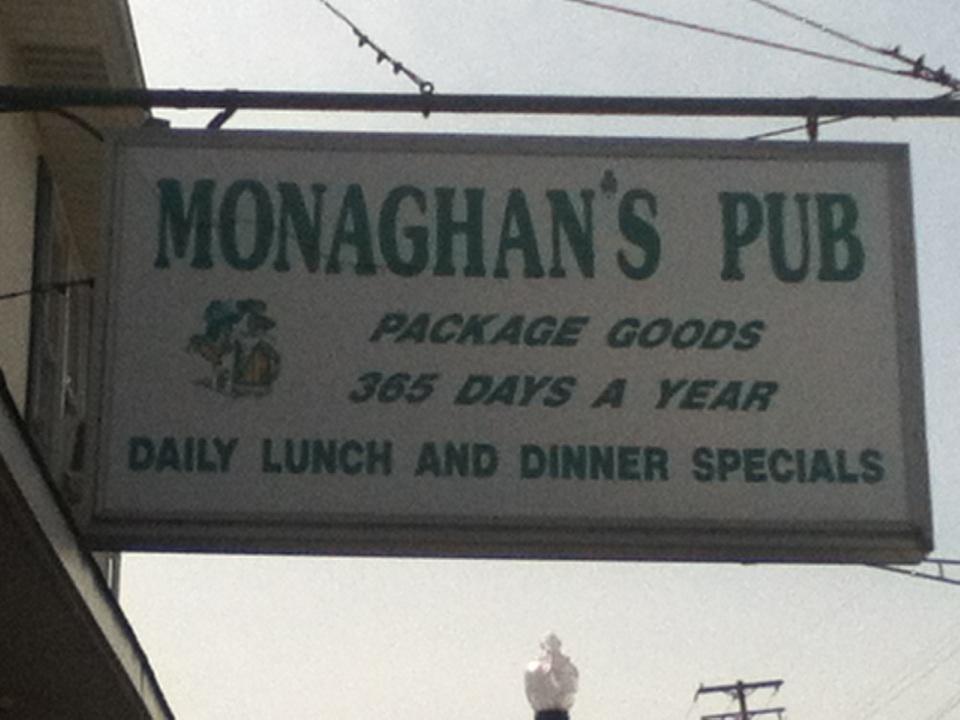 MONAGHAN'S PUB
PACKAGE GOODS
365 DAYS A YEAR
DAILY LUNCH AND DINNER SPECIALS